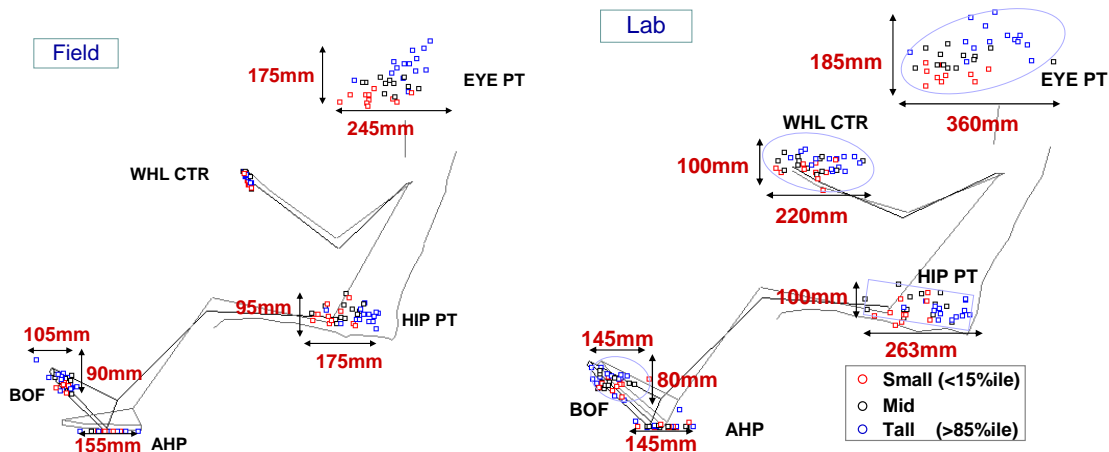 Field
175mm
EYE PT
245mm
WHL CTR
95mm
HIP PT
175mm
105mm
90mm
BOF
AHP
155mm
Lab
185mm
EYE PT
360mm
WHL CTR
100mm
220mm
100mm
HIP PT
263mm
145mm
80mm
BOF
AHP
145mm
Small (<15%ile)
Mid
Tall (>85%ile)